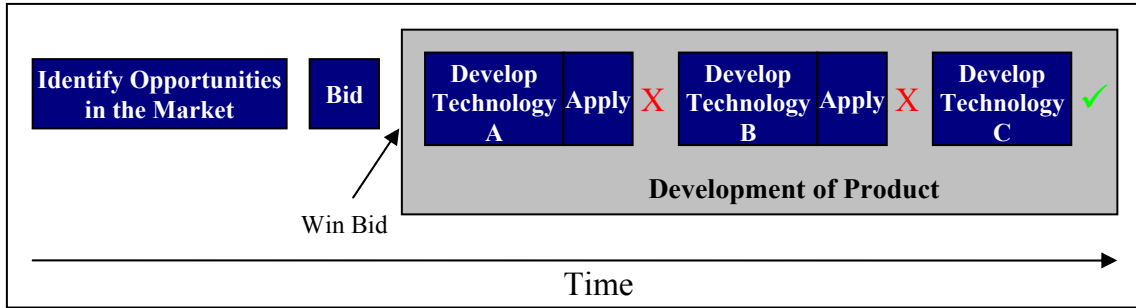 Identify Opportunities
in the Market
Bid
Develop
Technology
A
Apply
X
Develop
Technology
B
Apply
X
Develop
Technology
C
✓
Development of Product
Win Bid
Time